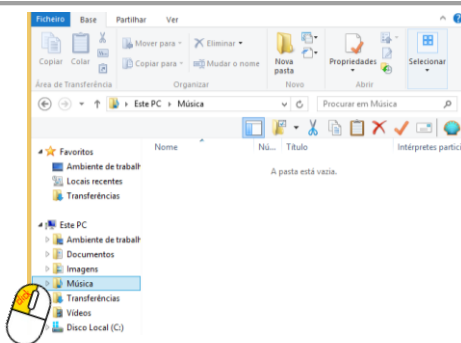 Ficheiro Base Partilhar Ver
Copiar Colar Mover para Eliminar Nova pasta Propriedades Selecionar
Copiar para Mudar o nome
Área de Transferência Organizar Novo Abrir
Este PC Música Procurar em Música
Nome Nú... Título Intérpretes partici
A pasta está vazia.
Favoritos
Ambiente de trabalh
Locais recentes
Transferências
Este PC
Ambiente de trabalh
Documentos
Imagens
Música
Transferências
Vídeos
Disco Local (C:)
click